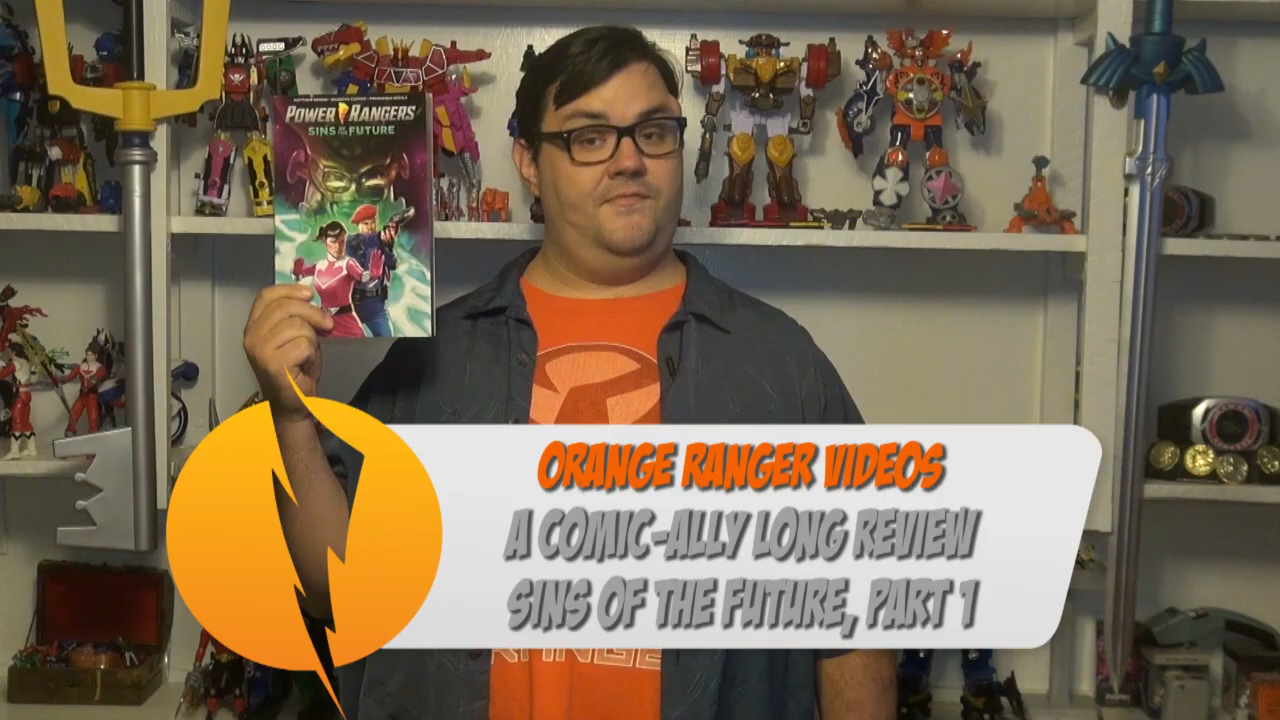 POWER RANGERS
SINS OF THE FUTURE
ORANGE RANGER VIDEOS
A COMIC-ALLY LONG REVIEW
SINS OF THE FUTURE, PART 1